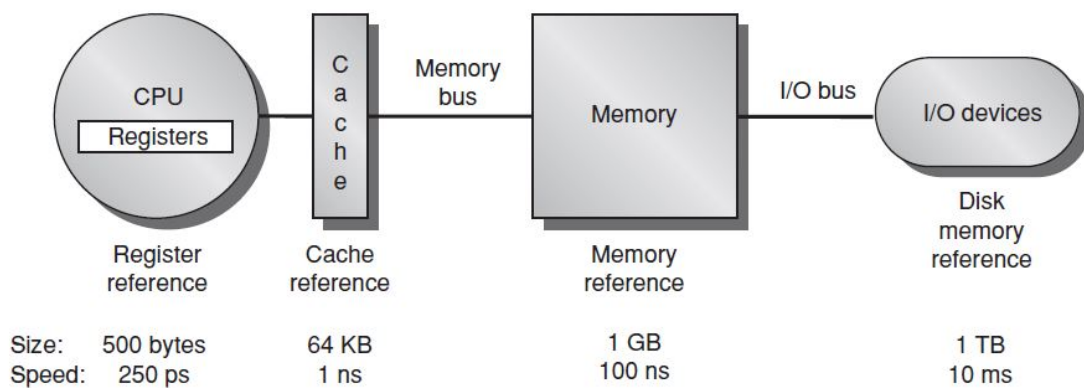 CPU
Registers
C
a
c
h
e
Memory
bus
Memory
I/O bus
I/O devices
Register
reference
Cache
reference
Memory
reference
Disk
memory
reference
Size: 500 bytes 64 KB 1 GB 1 TB
Speed: 250 ps 1 ns 100 ns 10 ms